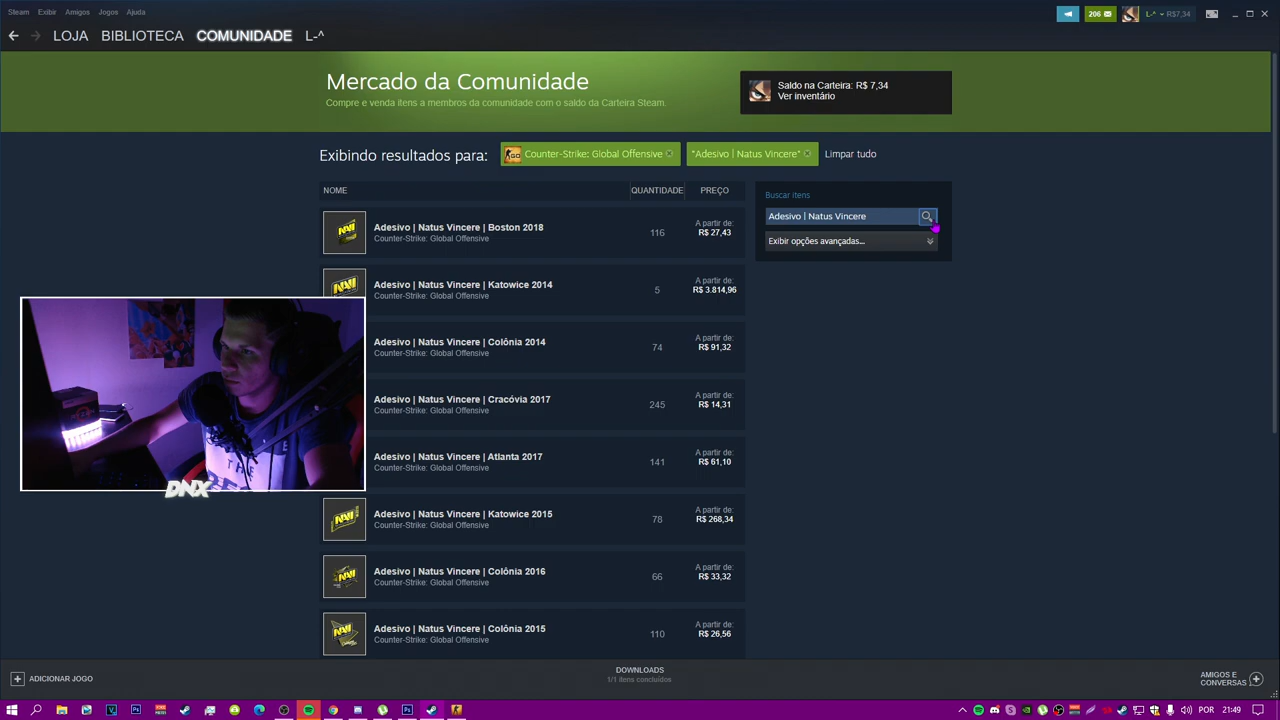 Steam Exibir Amigos Jogos Ajuda
206
L-^
R$7,34
LOJA BIBLIOTECA COMUNIDADE L-^
Mercado da Comunidade
Compre e venda itens a membros da comunidade com o saldo da Carteira Steam.
Saldo na Carteira: R$ 7,34
Ver inventário
Exibindo resultados para:
Counter-Strike: Global Offensive
"Adesivo | Natus Vincere"
Limpar tudo
NOME QUANTIDADE PREÇO
Adesivo | Natus Vincere | Boston 2018
Counter-Strike: Global Offensive
116
A partir de:
R$ 27,43
Adesivo | Natus Vincere | Katowice 2014
Counter-Strike: Global Offensive
5
A partir de:
R$ 3.814,96
Adesivo | Natus Vincere | Colônia 2014
Counter-Strike: Global Offensive
74
A partir de:
R$ 91,32
Adesivo | Natus Vincere | Cracóvia 2017
Counter-Strike: Global Offensive
245
A partir de:
R$ 14,31
Adesivo | Natus Vincere | Atlanta 2017
Counter-Strike: Global Offensive
141
A partir de:
R$ 61,10
Adesivo | Natus Vincere | Katowice 2015
Counter-Strike: Global Offensive
78
A partir de:
R$ 268,34
Adesivo | Natus Vincere | Colônia 2016
Counter-Strike: Global Offensive
66
A partir de:
R$ 33,32
Adesivo | Natus Vincere | Colônia 2015
Counter-Strike: Global Offensive
110
A partir de:
R$ 26,56
Buscar itens
Adesivo | Natus Vincere
Exibir opções avançadas...
DNX
ADICIONAR JOGO
DOWNLOADS
1/1 itens concluídos
AMIGOS E
CONVERSAS
POR 21:49